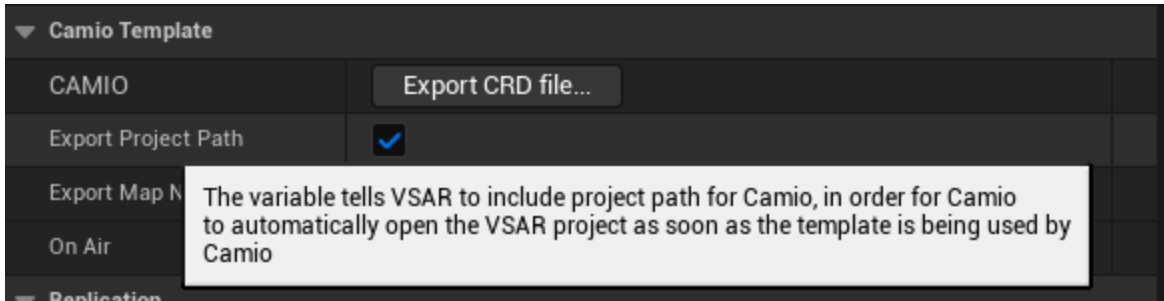 Camio Template
CAMIO
Export CRD file...
Export Project Path
Export Map N
The variable tells VSAR to include project path for Camio, in order for Camio
to automatically open the VSAR project as soon as the template is being used by
Camio
On Air
Replication